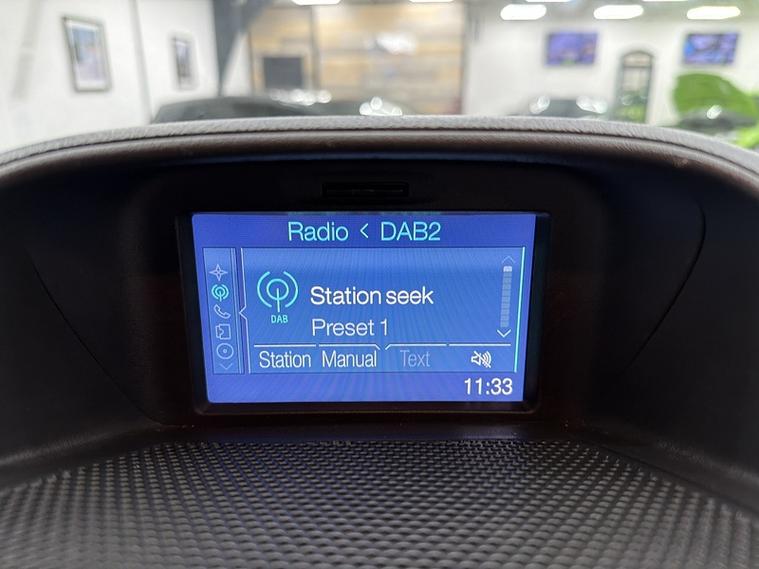 Radio < DAB2
Station seek
DAB
Preset 1
Station Manual Text
11:33